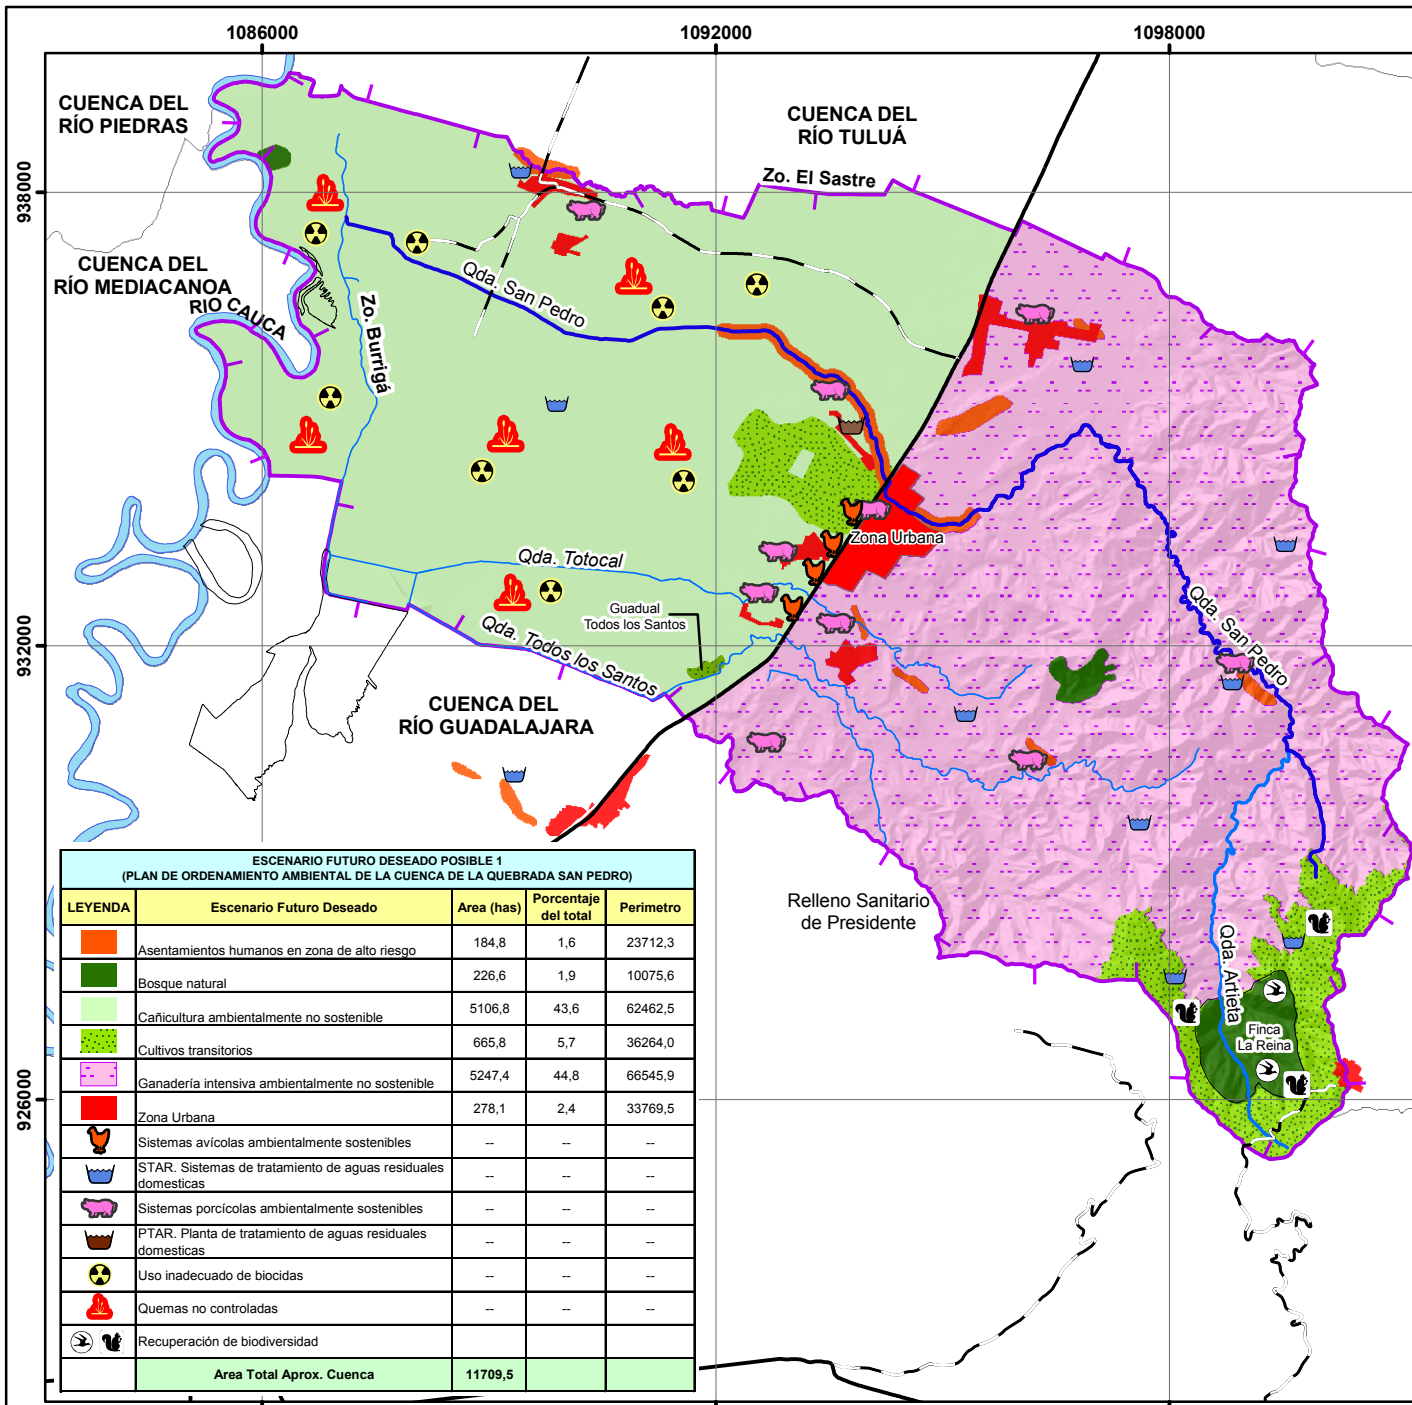 1086000
1092000
1098000
938000
932000
926000
CUENCA DEL
RÍO PIEDRAS
CUENCA DEL
RÍO TULUÁ
Zo. El Sastre
CUENCA DEL
RÍO MEDIACANOA
RIO CAUCA
Zo. Burrigá
Qda. San Pedro
Zona Urbana
Qda. Totocal
Guadual
Todos los Santos
Qda. Todos los Santos
Qda. San Pedro
CUENCA DEL
RÍO GUADALAJARA
Relleno Sanitario
de Presidente
Qda. Artieta
Finca
La Reina
ESCENARIO FUTURO DESEADO POSIBLE 1
(PLAN DE ORDENAMIENTO AMBIENTAL DE LA CUENCA DE LA QUEBRADA SAN PEDRO)
LEYENDA Escenario Futuro Deseado Area (has) Porcentaje del total Perimetro
Asentamientos humanos en zona de alto riesgo 184,8 1,6 23712,3
Bosque natural 226,6 1,9 10075,6
Cañicultura ambientalmente no sostenible 5106,8 43,6 62462,5
Cultivos transitorios 665,8 5,7 36264,0
Ganadería intensiva ambientalmente no sostenible 5247,4 44,8 66545,9
Zona Urbana 278,1 2,4 33769,5
Sistemas avícolas ambientalmente sostenibles -- -- --
STAR. Sistemas de tratamiento de aguas residuales
domesticas -- -- --
Sistemas porcícolas ambientalmente sostenibles -- -- --
PTAR. Planta de tratamiento de aguas residuales
domesticas -- -- --
Uso inadecuado de biocidas -- -- --
Quemas no controladas -- -- --
Recuperación de biodiversidad
Area Total Aprox. Cuenca 11709,5